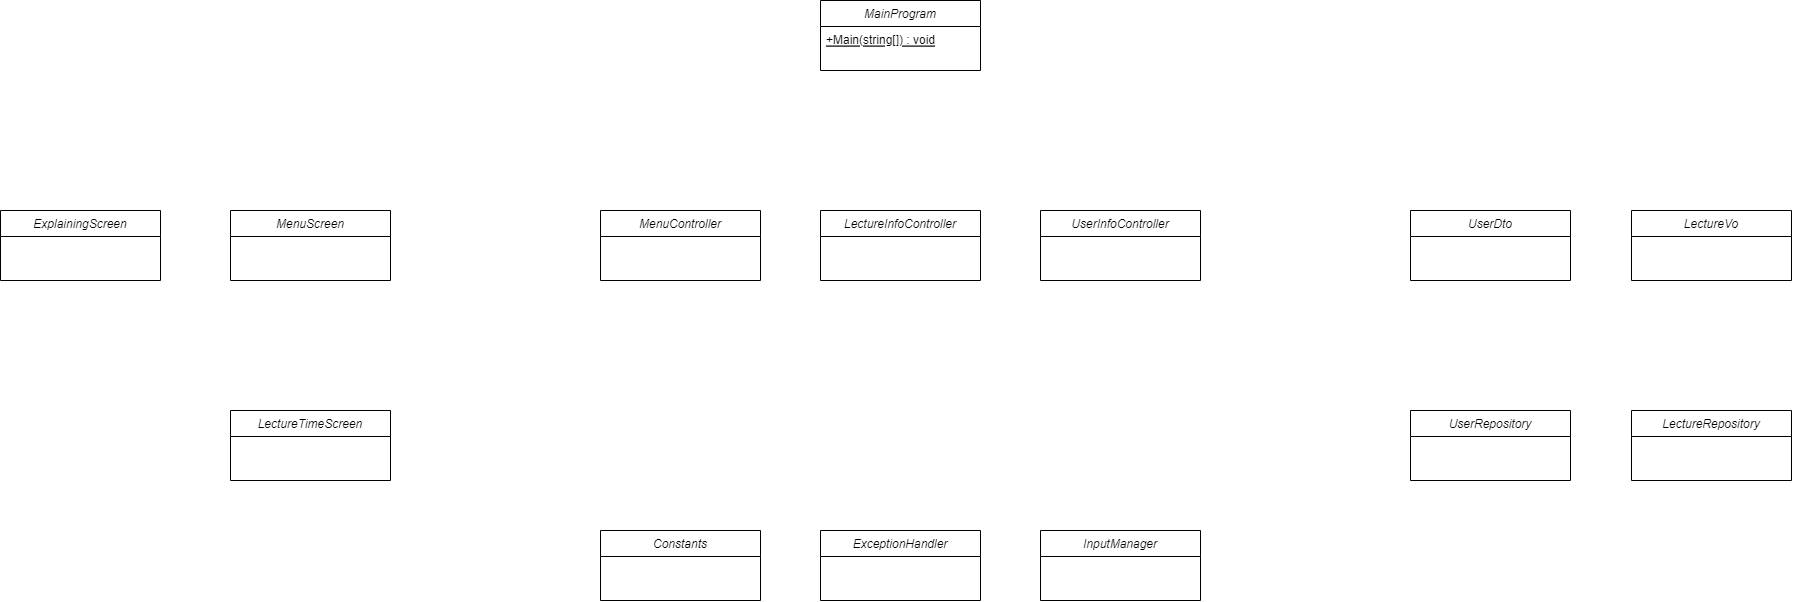 MainProgram
+Main(string[]) : void
ExplainingScreen
MenuScreen
MenuController
LectureInfoController
UserInfoController
UserDto
LectureVo
LectureTimeScreen
UserRepository
LectureRepository
Constants
ExceptionHandler
InputManager